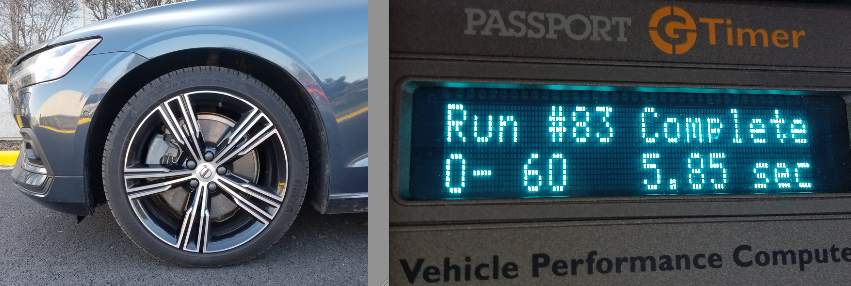 PASSPORT G Timer
Run #83 Complete
0- 60 5.85 sec
Vehicle Performance Compute